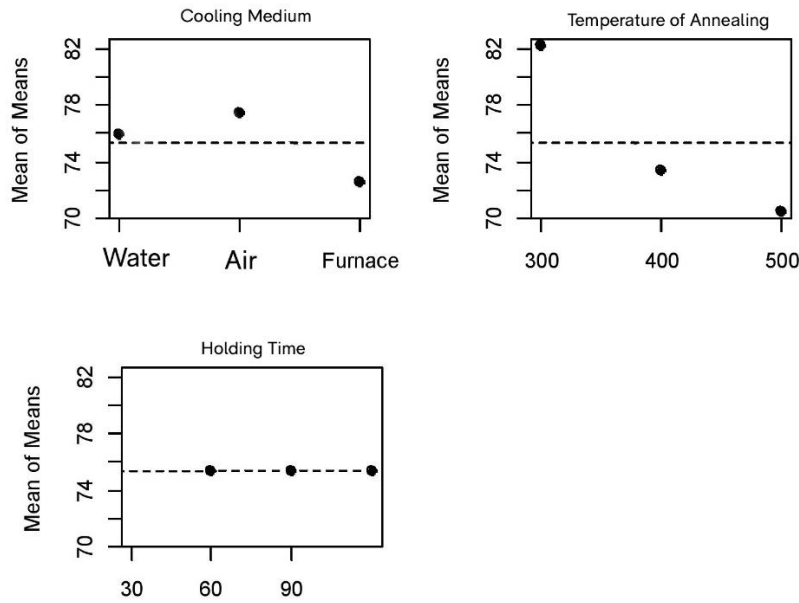 Cooling Medium
Mean of Means
82
78
74
70
Water Air Furnace
Temperature of Annealing
Mean of Means
82
78
74
70
300 400 500
Holding Time
Mean of Means
82
78
74
70
30 60 90